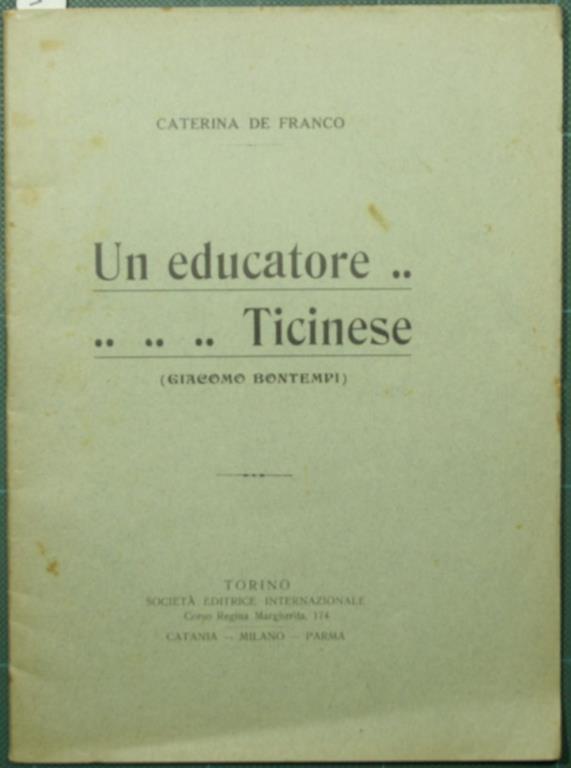 CATERINA DE FRANCO
Un educatore ..
.. .. .. Ticinese
(GIACOMO BONTEMPI)
TORINO
SOCIETÀ EDITRICE INTERNAZIONALE
Corso Regina Margherita, 174
CATANIA — MILANO — PARMA